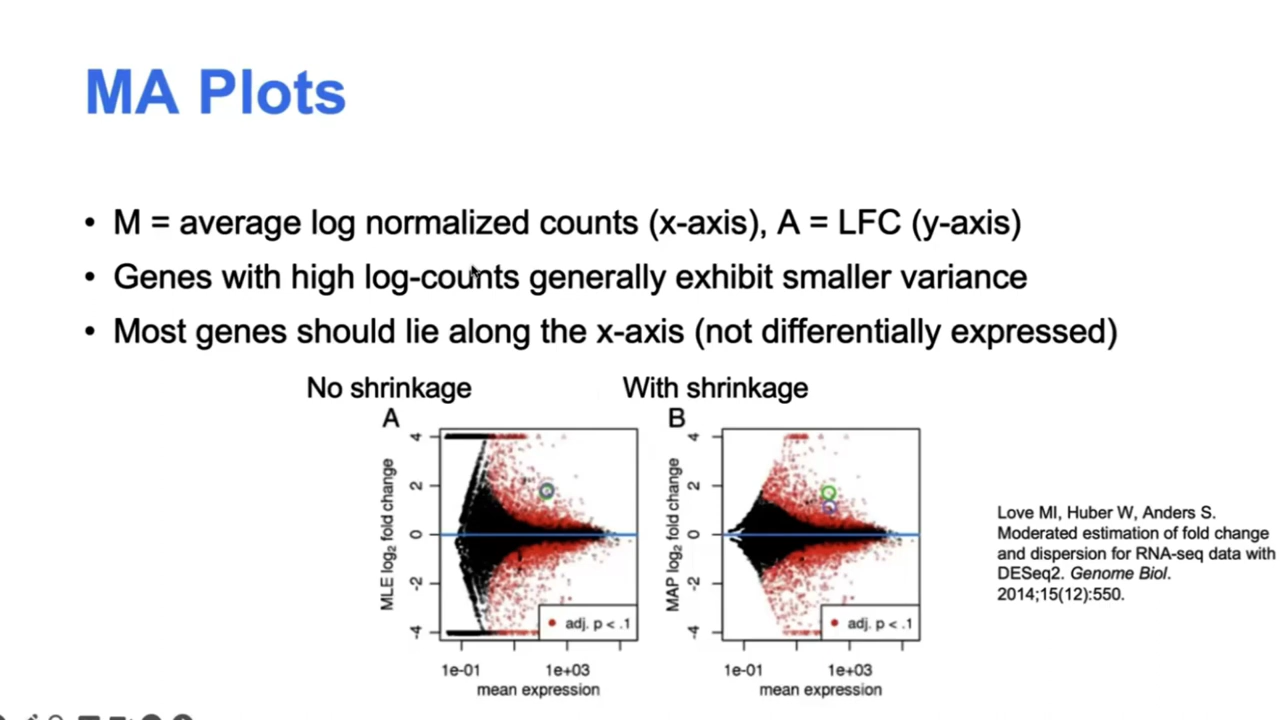 MA Plots
• M = average log normalized counts (x-axis), A = LFC (y-axis)
• Genes with high log-counts generally exhibit smaller variance
• Most genes should lie along the x-axis (not differentially expressed)
No shrinkage
With shrinkage
A
4
2
0
-2
-4
MLE log₂ fold change
adj. p < .1
1e-01
1e+03
mean expression
B
4
2
0
-2
-4
MAP log₂ fold change
adj. p < .1
1e-01
1e+03
mean expression
Love MI, Huber W, Anders S.
Moderated estimation of fold change
and dispersion for RNA-seq data with
DESeq2. Genome Biol.
2014;15(12):550.